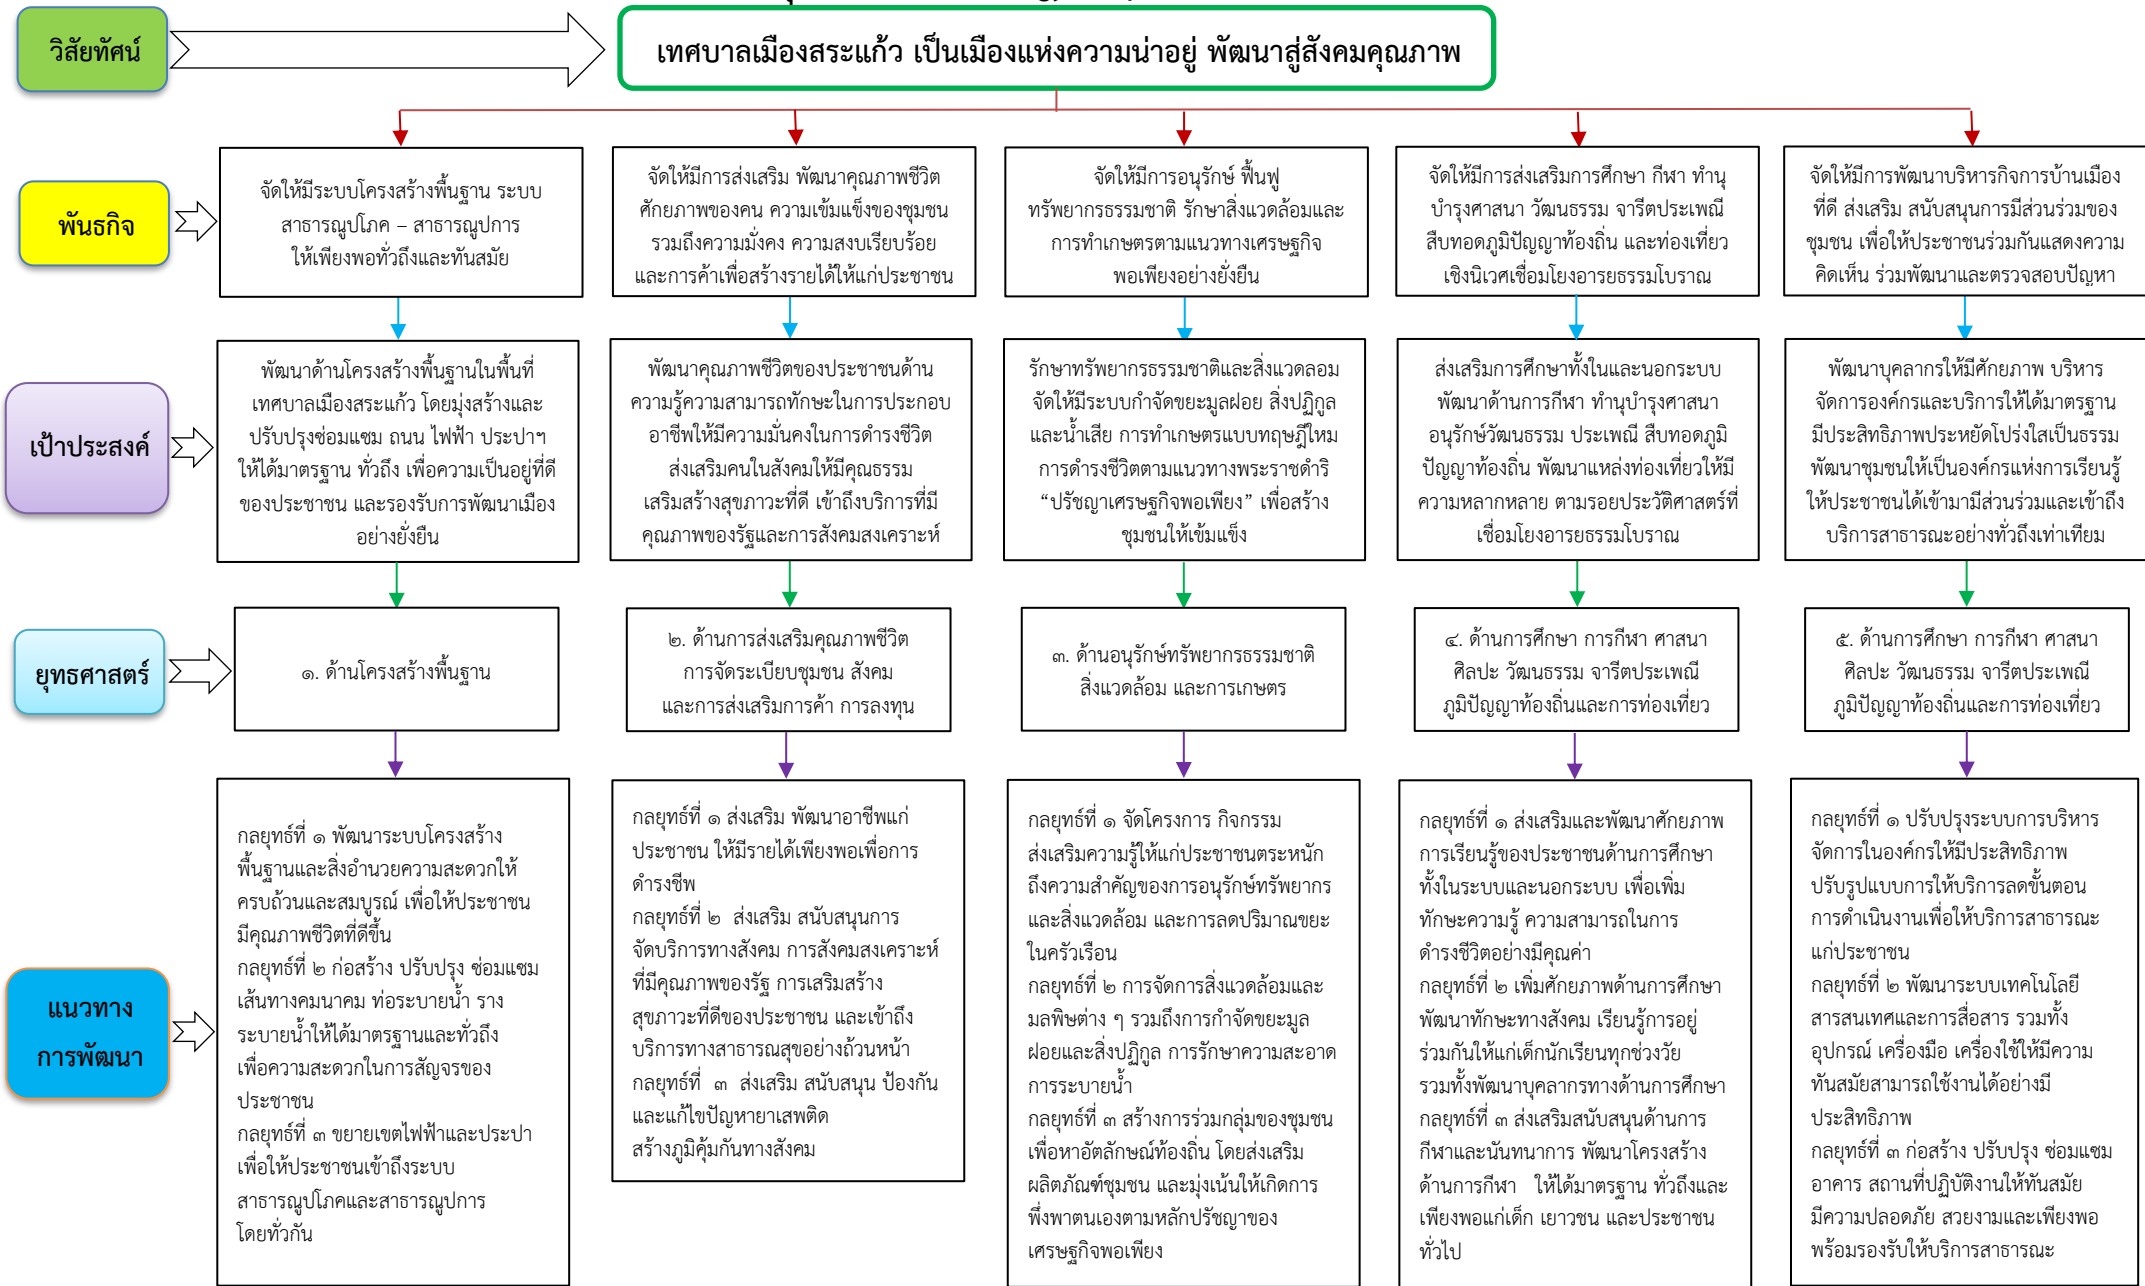 วิสัยทัศน์
เทศบาลเมืองสระแก้ว เป็นเมืองแห่งความน่าอยู่ พัฒนาสู่สังคมคุณภาพ
พันธกิจ
จัดให้มีระบบโครงสร้างพื้นฐาน ระบบ
สาธารณูปโภค – สาธารณูปการ
ให้เพียงพอทั่วถึงและทันสมัย
จัดให้มีการส่งเสริม พัฒนาคุณภาพชีวิต
ศักยภาพของคน ความเข้มแข็งของชุมชน
รวมถึงความมั่งคง ความสงบเรียบร้อย
และการค้าเพื่อสร้างรายได้ให้แก่ประชาชน
จัดให้มีการอนุรักษ์ ฟื้นฟู
ทรัพยากรธรรมชาติ รักษาสิ่งแวดล้อมและ
การทำเกษตรตามแนวทางเศรษฐกิจ
พอเพียงอย่างยั่งยืน
จัดให้มีการส่งเสริมการศึกษา กีฬา ทำนุ
บำรุงศาสนา วัฒนธรรม จารีตประเพณี
สืบทอดภูมิปัญญาท้องถิ่น และท่องเที่ยว
เชิงนิเวศเชื่อมโยงอารยธรรมโบราณ
จัดให้มีการพัฒนาบริหารกิจการบ้านเมือง
ที่ดี ส่งเสริม สนับสนุนการมีส่วนร่วมของ
ชุมชน เพื่อให้ประชาชนร่วมกันแสดงความ
คิดเห็น ร่วมพัฒนาและตรวจสอบปัญหา
เป้าประสงค์
พัฒนาด้านโครงสร้างพื้นฐานในพื้นที่
เทศบาลเมืองสระแก้ว โดยมุ่งสร้างและ
ปรับปรุงซ่อมแซม ถนน ไฟฟ้า ประปาฯ
ให้ได้มาตรฐาน ทั่วถึง เพื่อความเป็นอยู่ที่ดี
ของประชาชน และรองรับการพัฒนาเมือง
อย่างยั่งยืน
พัฒนาคุณภาพชีวิตของประชาชนด้าน
ความรู้ความสามารถทักษะในการประกอบ
อาชีพให้มีความมั่นคงในการดำรงชีวิต
ส่งเสริมคนในสังคมให้มีคุณธรรม
เสริมสร้างสุขภาวะที่ดี เข้าถึงบริการที่มี
คุณภาพของรัฐและการสังคมสงเคราะห์
รักษาทรัพยากรธรรมชาติและสิ่งแวดลอม
จัดให้มีระบบกำจัดขยะมูลฝอย สิ่งปฏิกูล
และน้ำเสีย การทำเกษตรแบบทฤษฎีใหม
การดำรงชีวิตตามแนวทางพระราชดำริ
“ปรัชญาเศรษฐกิจพอเพียง” เพื่อสร้าง
ชุมชนให้เข้มแข็ง
ส่งเสริมการศึกษาทั้งในและนอกระบบ
พัฒนาด้านการกีฬา ทำนุบำรุงศาสนา
อนุรักษ์วัฒนธรรม ประเพณี สืบทอดภูมิ
ปัญญาท้องถิ่น พัฒนาแหล่งท่องเที่ยวให้มี
ความหลากหลาย ตามรอยประวัติศาสตร์ที่
เชื่อมโยงอารยธรรมโบราณ
พัฒนาบุคลากรให้มีศักยภาพ บริหาร
จัดการองค์กรและบริการให้ได้มาตรฐาน
มีประสิทธิภาพประหยัดโปร่งใสเป็นธรรม
พัฒนาชุมชนให้เป็นองค์กรแห่งการเรียนรู้
ให้ประชาชนได้เข้ามามีส่วนร่วมและเข้าถึง
บริการสาธารณะอย่างทั่วถึงเท่าเทียม
ยุทธศาสตร์
๑. ด้านโครงสร้างพื้นฐาน
๒. ด้านการส่งเสริมคุณภาพชีวิต
การจัดระเบียบชุมชน สังคม
และการส่งเสริมการค้า การลงทุน
๓. ด้านอนุรักษ์ทรัพยากรธรรมชาติ
สิ่งแวดล้อม และการเกษตร
๔. ด้านการศึกษา การกีฬา ศาสนา
ศิลปะ วัฒนธรรม จารีตประเพณี
ภูมิปัญญาท้องถิ่นและการท่องเที่ยว
๕. ด้านการศึกษา การกีฬา ศาสนา
ศิลปะ วัฒนธรรม จารีตประเพณี
ภูมิปัญญาท้องถิ่นและการท่องเที่ยว
แนวทาง
การพัฒนา
กลยุทธ์ที่ ๑ พัฒนาระบบโครงสร้าง
พื้นฐานและสิ่งอำนวยความสะดวกให้
ครบถ้วนและสมบูรณ์ เพื่อให้ประชาชน
มีคุณภาพชีวิตที่ดีขึ้น
กลยุทธ์ที่ ๒ ก่อสร้าง ปรับปรุง ซ่อมแซม
เส้นทางคมนาคม ท่อระบายน้ำ ราง
ระบายน้ำให้ได้มาตรฐานและทั่วถึง
เพื่อความสะดวกในการสัญจรของ
ประชาชน
กลยุทธ์ที่ ๓ ขยายเขตไฟฟ้าและประปา
เพื่อให้ประชาชนเข้าถึงระบบ
สาธารณูปโภคและสาธารณูปการ
โดยทั่วกัน
กลยุทธ์ที่ ๑ ส่งเสริม พัฒนาอาชีพแก่
ประชาชน ให้มีรายได้เพียงพอเพื่อการ
ดำรงชีพ
กลยุทธ์ที่ ๒ ส่งเสริม สนับสนุนการ
จัดบริการทางสังคม การสังคมสงเคราะห์
ที่มีคุณภาพของรัฐ การเสริมสร้าง
สุขภาวะที่ดีของประชาชน และเข้าถึง
บริการทางสาธารณสุขอย่างถ้วนหน้า
กลยุทธ์ที่ ๓ ส่งเสริม สนับสนุน ป้องกัน
และแก้ไขปัญหายาเสพติด
สร้างภูมิคุ้มกันทางสังคม
กลยุทธ์ที่ ๑ จัดโครงการ กิจกรรม
ส่งเสริมความรู้ให้แก่ประชาชนตระหนัก
ถึงความสำคัญของการอนุรักษ์ทรัพยากร
และสิ่งแวดล้อม และการลดปริมาณขยะ
ในครัวเรือน
กลยุทธ์ที่ ๒ การจัดการสิ่งแวดล้อมและ
มลพิษต่าง ๆ รวมถึงการกำจัดขยะมูล
ฝอยและสิ่งปฏิกูล การรักษาความสะอาด
การระบายน้ำ
กลยุทธ์ที่ ๓ สร้างการร่วมกลุ่มของชุมชน
เพื่อหาอัตลักษณ์ท้องถิ่น โดยส่งเสริม
ผลิตภัณฑ์ชุมชน และมุ่งเน้นให้เกิดการ
พึ่งพาตนเองตามหลักปรัชญาของ
เศรษฐกิจพอเพียง
กลยุทธ์ที่ ๑ ส่งเสริมและพัฒนาศักยภาพ
การเรียนรู้ของประชาชนด้านการศึกษา
ทั้งในระบบและนอกระบบ เพื่อเพิ่ม
ทักษะความรู้ ความสามารถในการ
ดำรงชีวิตอย่างมีคุณค่า
กลยุทธ์ที่ ๒ เพิ่มศักยภาพด้านการศึกษา
พัฒนาทักษะทางสังคม เรียนรู้การอยู่
ร่วมกันให้แก่เด็กนักเรียนทุกช่วงวัย
รวมทั้งพัฒนาบุคลากรทางด้านการศึกษา
กลยุทธ์ที่ ๓ ส่งเสริมสนับสนุนด้านการ
กีฬาและนันทนาการ พัฒนาโครงสร้าง
ด้านการกีฬา ให้ได้มาตรฐาน ทั่วถึงและ
เพียงพอแก่เด็ก เยาวชน และประชาชน
ทั่วไป
กลยุทธ์ที่ ๑ ปรับปรุงระบบการบริหาร
จัดการในองค์กรให้มีประสิทธิภาพ
ปรับรูปแบบการให้บริการลดขั้นตอน
การดำเนินงานเพื่อให้บริการสาธารณะ
แก่ประชาชน
กลยุทธ์ที่ ๒ พัฒนาระบบเทคโนโลยี
สารสนเทศและการสื่อสาร รวมทั้ง
อุปกรณ์ เครื่องมือ เครื่องใช้ให้มีความ
ทันสมัยสามารถใช้งานได้อย่างมี
ประสิทธิภาพ
กลยุทธ์ที่ ๓ ก่อสร้าง ปรับปรุง ซ่อมแซม
อาคาร สถานที่ปฏิบัติงานให้ทันสมัย
มีความปลอดภัย สวยงามและเพียงพอ
พร้อมรองรับให้บริการสาธารณะ